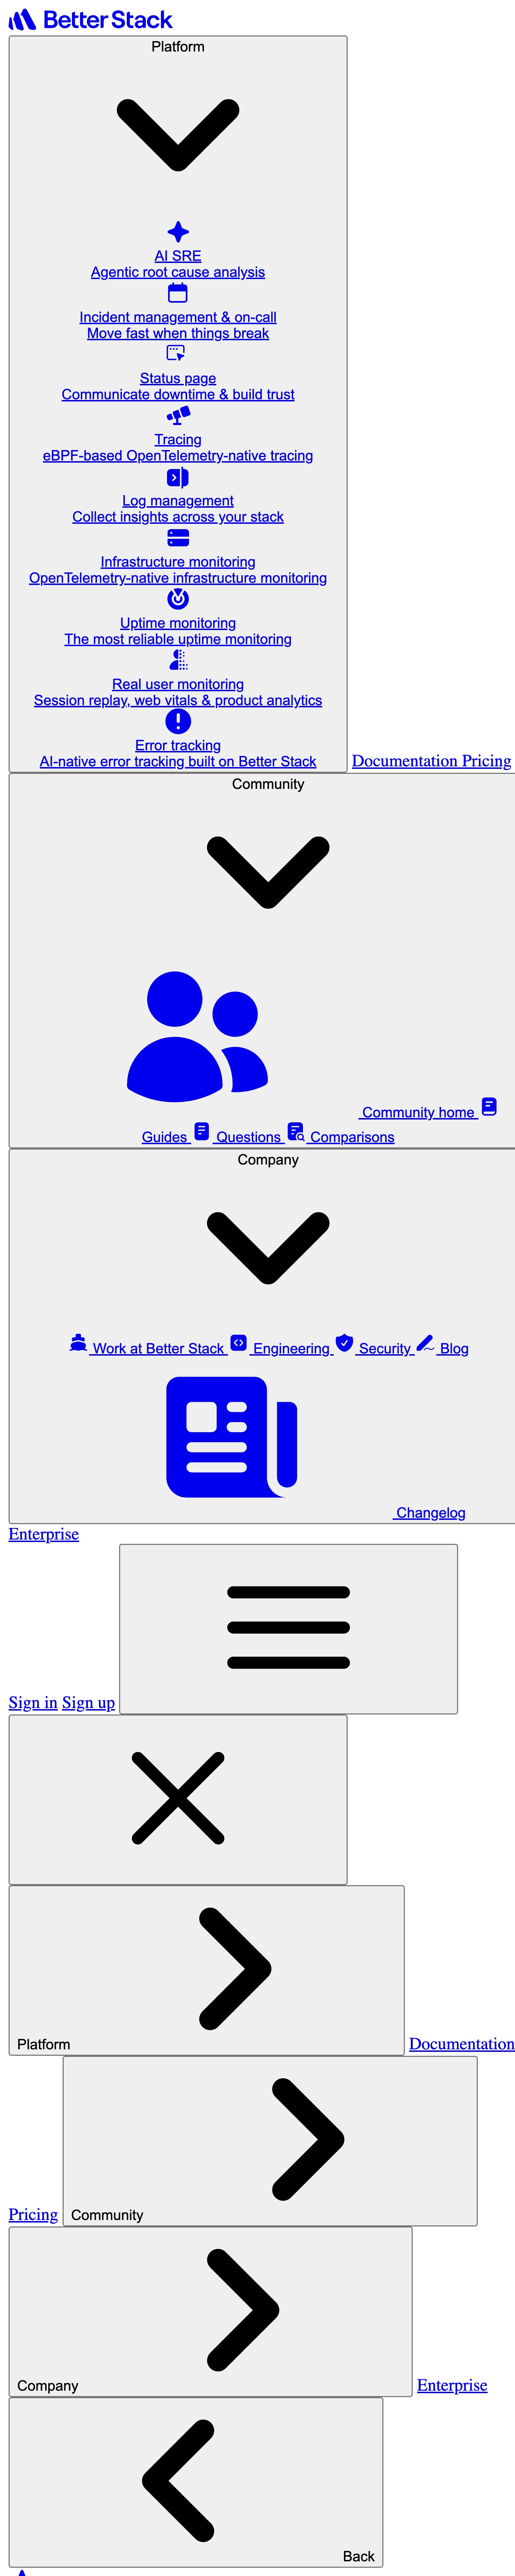 Better Stack
Platform
AI SRE
Agentic root cause analysis
Incident management & on-call
Move fast when things break
Status page
Communicate downtime & build trust
Tracing
eBPF-based OpenTelemetry-native tracing
Log management
Collect insights across your stack
Infrastructure monitoring
OpenTelemetry-native infrastructure monitoring
Uptime monitoring
The most reliable uptime monitoring
Real user monitoring
Session replay, web vitals & product analytics
Error tracking
AI-native error tracking built on Better Stack
Documentation Pricing
Community
Community home
Guides Questions Comparisons
Company
Work at Better Stack Engineering Security Blog
Changelog
Enterprise
Sign in Sign up
Platform
Documentation
Pricing
Community
Company
Enterprise
Back